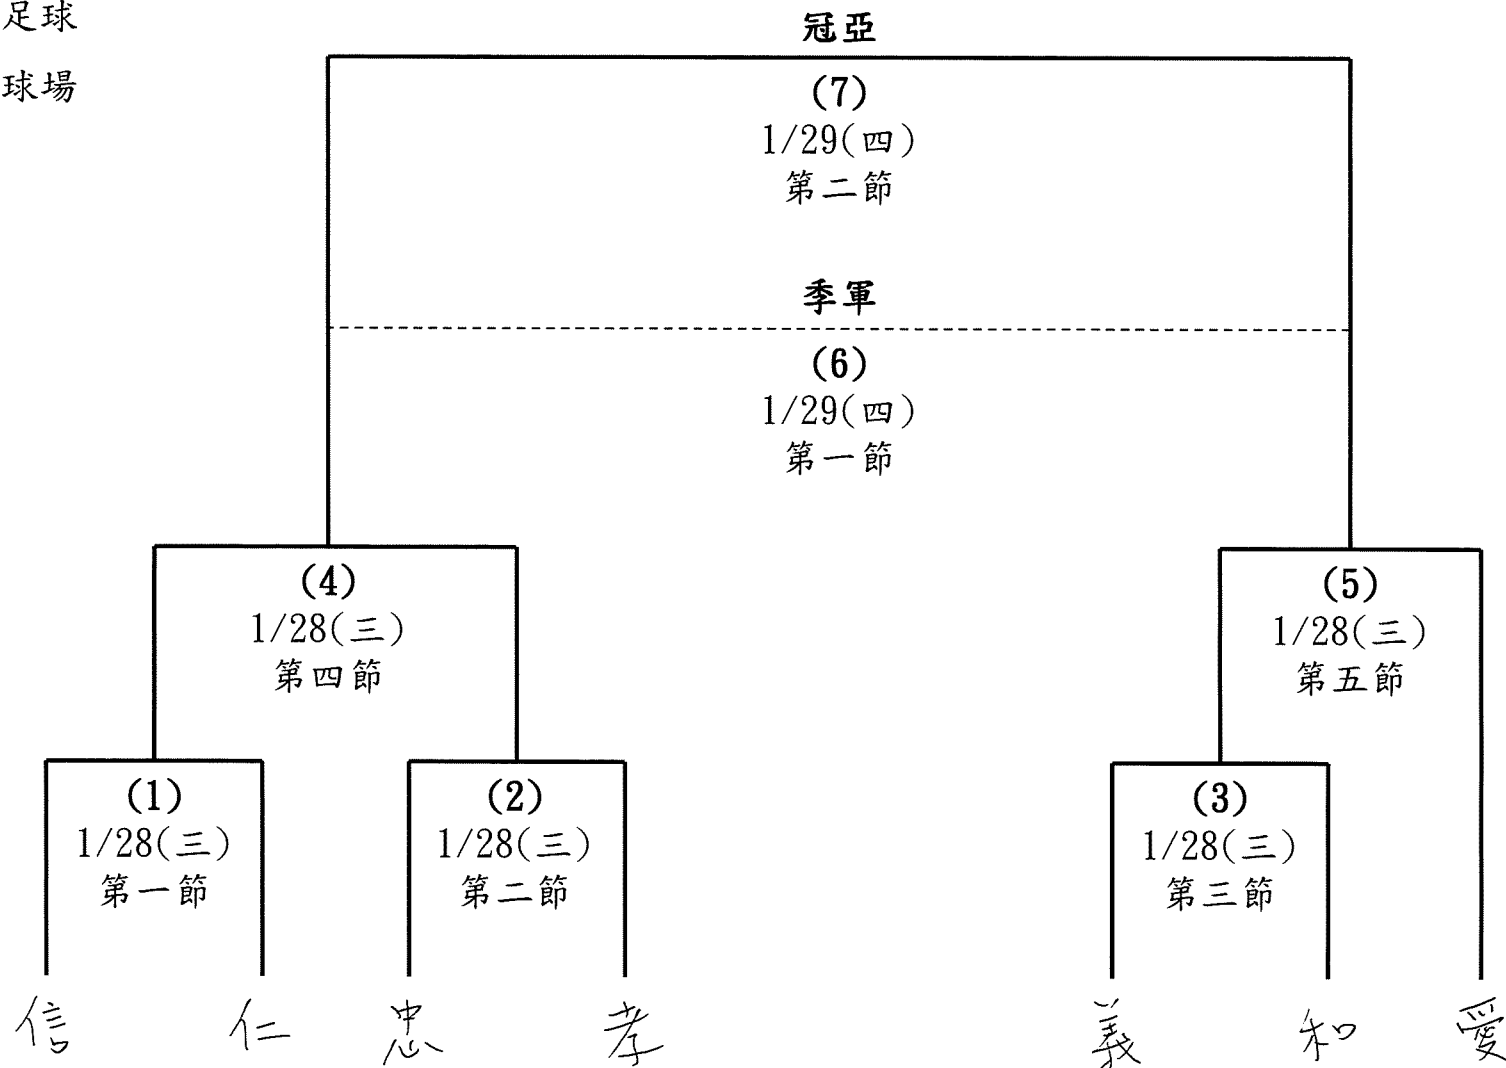 足球
球場
冠亞
(7)
1/29(四)
第二節
季軍
(6)
1/29(四)
第一節
(4)
1/28(三)
第四節
(5)
1/28(三)
第五節
(1)
1/28(三)
第一節
(2)
1/28(三)
第二節
(3)
1/28(三)
第三節
信 仁 忠 孝 義 和 愛